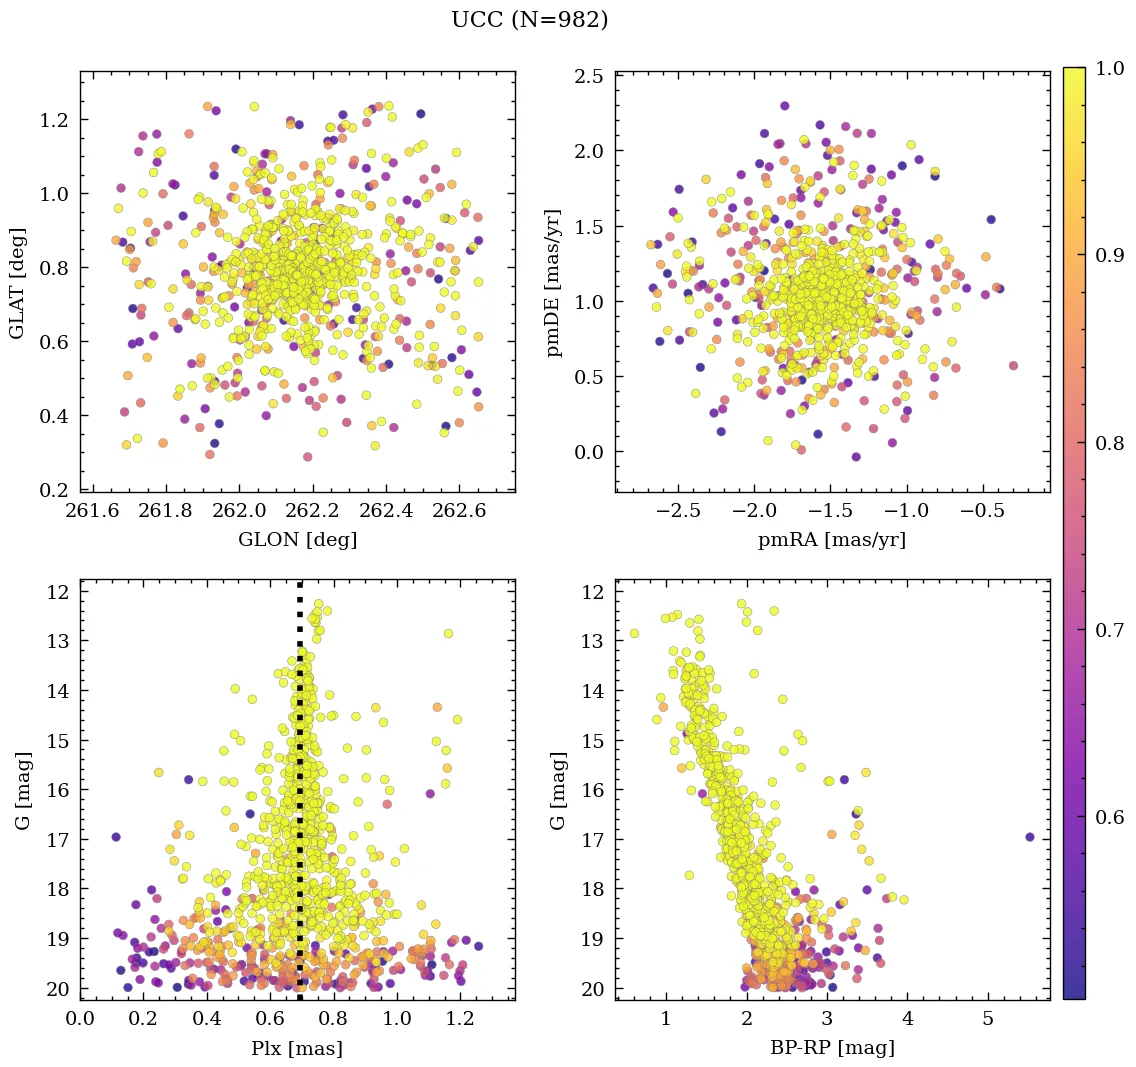 UCC (N=982)
1.2
1.0
0.8
0.6
0.4
0.2
GLAT [deg]
261.6 261.8 262.0 262.2 262.4 262.6
GLON [deg]
2.5
2.0
1.5
1.0
0.5
0.0
pmDE [mas/yr]
−2.5 −2.0 −1.5 −1.0 −0.5
pmRA [mas/yr]
1.0
0.9
0.8
0.7
0.6
12
13
14
15
16
17
18
19
20
G [mag]
0.0 0.2 0.4 0.6 0.8 1.0 1.2
Plx [mas]
12
13
14
15
16
17
18
19
20
G [mag]
1 2 3 4 5
BP-RP [mag]